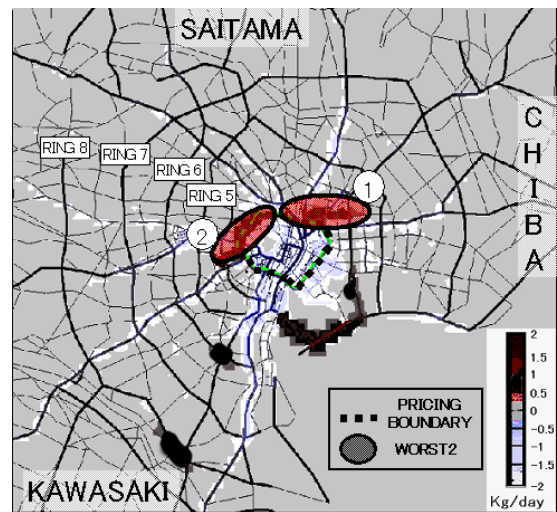 SAITAMA
CHIBA
RING 8
RING 7
RING 6
RING 5
1
2
KAWASAKI
PRICING
BOUNDARY
WORST2
2
1.5
1
0.5
0
-0.5
-1
-1.5
-2
Kg/day